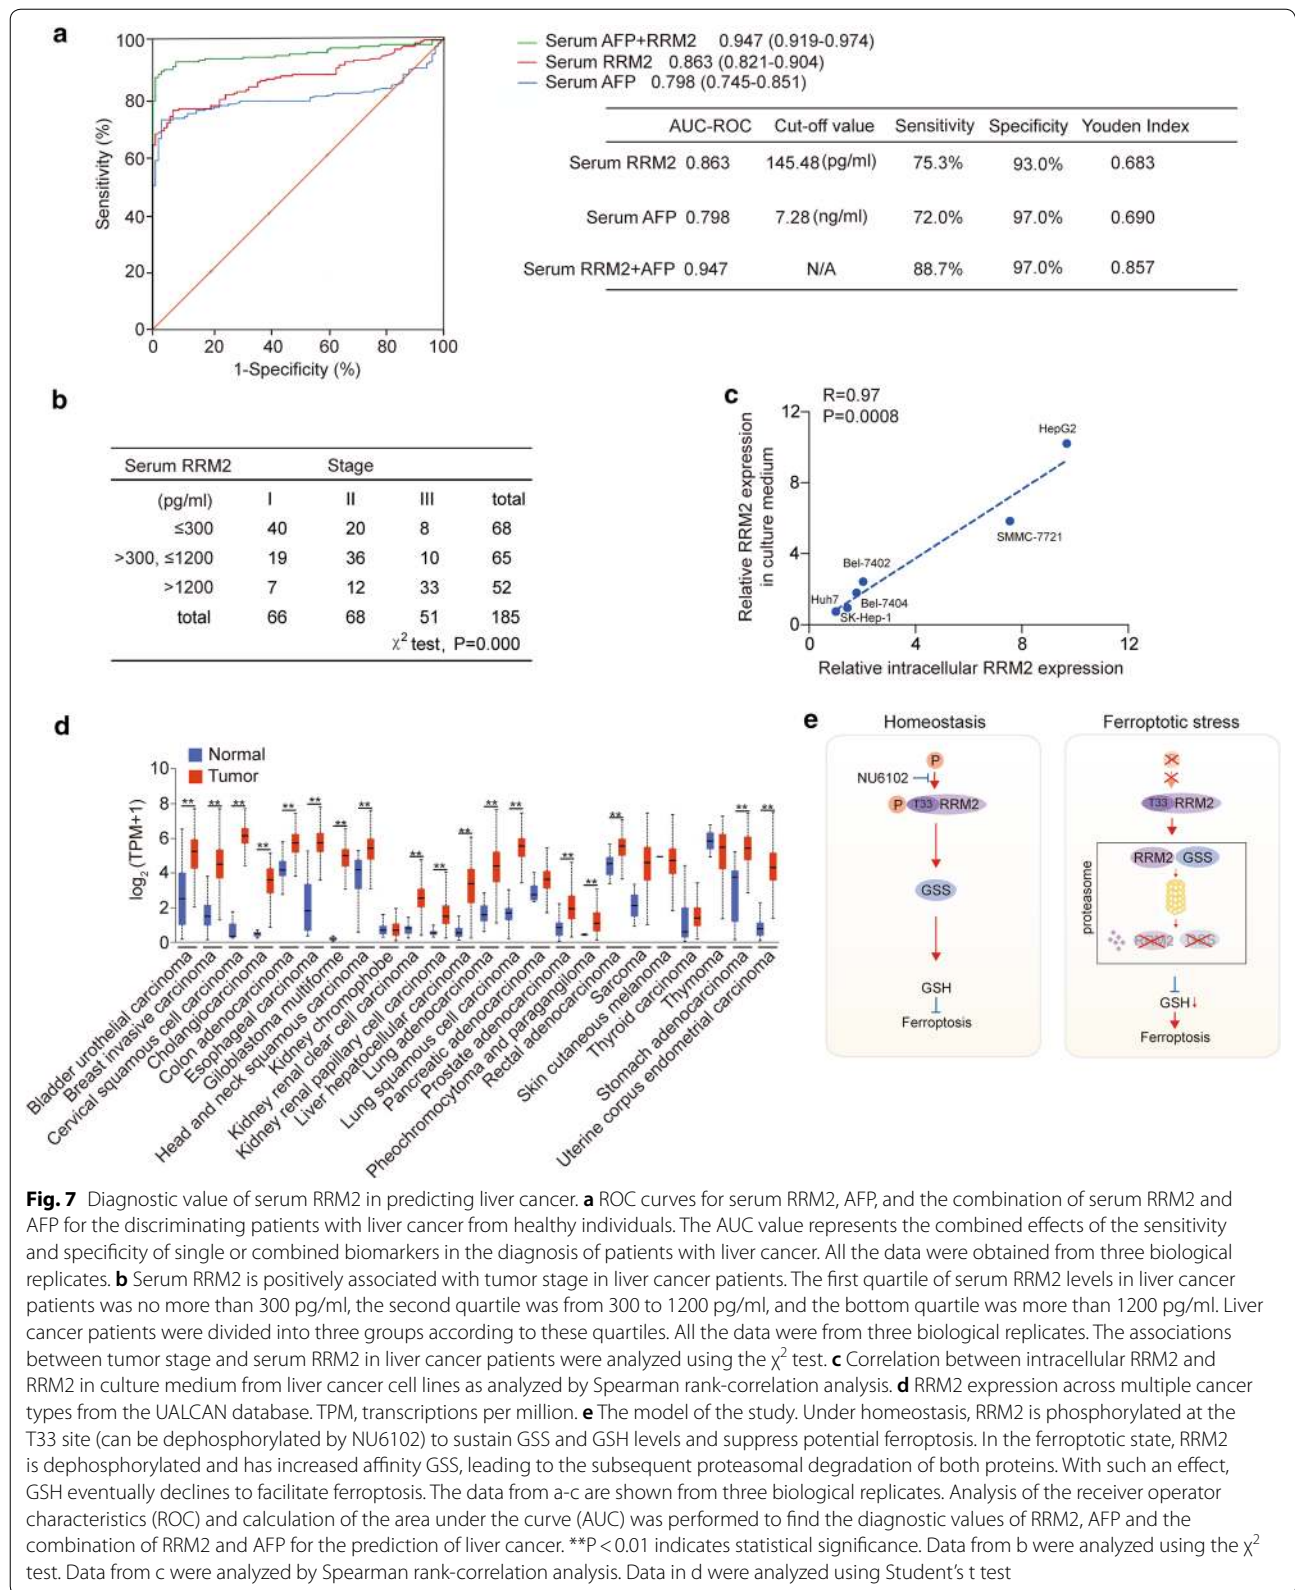 a
100
80
60
40
20
0
Sensitivity (%)
0 20 40 60 80 100
1-Specificity (%)
Serum AFP+RRM2 0.947 (0.919-0.974)
Serum RRM2 0.863 (0.821-0.904)
Serum AFP 0.798 (0.745-0.851)
AUC-ROC Cut-off value Sensitivity Specificity Youden Index
Serum RRM2 0.863 145.48(pg/ml) 75.3% 93.0% 0.683
Serum AFP 0.798 7.28(ng/ml) 72.0% 97.0% 0.690
Serum RRM2+AFP 0.947 N/A 88.7% 97.0% 0.857
b
Serum RRM2 Stage
(pg/ml) I II III total
≤300 40 20 8 68
>300, ≤1200 19 36 10 65
>1200 7 12 33 52
total 66 68 51 185
χ² test, P=0.000
c
R=0.97
P=0.0008
Relative RRM2 expression
in culture medium
12
8
4
0
HepG2
SMMC-7721
Bel-7402
Huh7
Bel-7404
SK-Hep-1
0 4 8 12
Relative intracellular RRM2 expression
d
Normal
Tumor
log₂ (TPM+1)
10
8
6
4
2
0
** ** ** ** ** ** ** ** ** ** ** ** ** ** ** ** ** **
Bladder urothelial carcinoma
Breast invasive carcinoma
Cervical squamous cell carcinoma
Cholangiocarcinoma
Colon adenocarcinoma
Esophageal carcinoma
Giloblastoma multiforme
Head and neck squamous carcinoma
Kidney chromophobe
Kidney renal clear cell carcinoma
Kidney renal papillary cell carcinoma
Liver hepatocellular carcinoma
Lung adenocarcinoma
Lung squamous cell carcinoma
Pancreatic adenocarcinoma
Prostate adenocarcinoma
Pheochromocytoma and paragangiloma
Rectal adenocarcinoma
Sarcoma
Skin cutaneous melanoma
Thyroid carcinoma
Thymoma
Stomach adenocarcinoma
Uterine corpus endometrial carcinoma
e
Homeostasis
P
NU6102
P T33 RRM2
GSS
GSH
Ferroptosis
Ferroptotic stress
P
T33 RRM2
proteasome
RRM2 GSS
RRM2 GSS
GSH
Ferroptosis
Fig. 7 Diagnostic value of serum RRM2 in predicting liver cancer. a ROC curves for serum RRM2, AFP, and the combination of serum RRM2 and
AFP for the discriminating patients with liver cancer from healthy individuals. The AUC value represents the combined effects of the sensitivity
and specificity of single or combined biomarkers in the diagnosis of patients with liver cancer. All the data were obtained from three biological
replicates. b Serum RRM2 is positively associated with tumor stage in liver cancer patients. The first quartile of serum RRM2 levels in liver cancer
patients was no more than 300 pg/ml, the second quartile was from 300 to 1200 pg/ml, and the bottom quartile was more than 1200 pg/ml. Liver
cancer patients were divided into three groups according to these quartiles. All the data were from three biological replicates. The associations
between tumor stage and serum RRM2 in liver cancer patients were analyzed using the χ² test. c Correlation between intracellular RRM2 and
RRM2 in culture medium from liver cancer cell lines as analyzed by Spearman rank-correlation analysis. d RRM2 expression across multiple cancer
types from the UALCAN database. TPM, transcriptions per million. e The model of the study. Under homeostasis, RRM2 is phosphorylated at the
T33 site (can be dephosphorylated by NU6102) to sustain GSS and GSH levels and suppress potential ferroptosis. In the ferroptotic state, RRM2
is dephosphorylated and has increased affinity GSS, leading to the subsequent proteasomal degradation of both proteins. With such an effect,
GSH eventually declines to facilitate ferroptosis. The data from a-c are shown from three biological replicates. Analysis of the receiver operator
characteristics (ROC) and calculation of the area under the curve (AUC) was performed to find the diagnostic values of RRM2, AFP and the
combination of RRM2 and AFP for the prediction of liver cancer. **P < 0.01 indicates statistical significance. Data from b were analyzed using the χ²
test. Data from c were analyzed by Spearman rank-correlation analysis. Data in d were analyzed using Student's t test